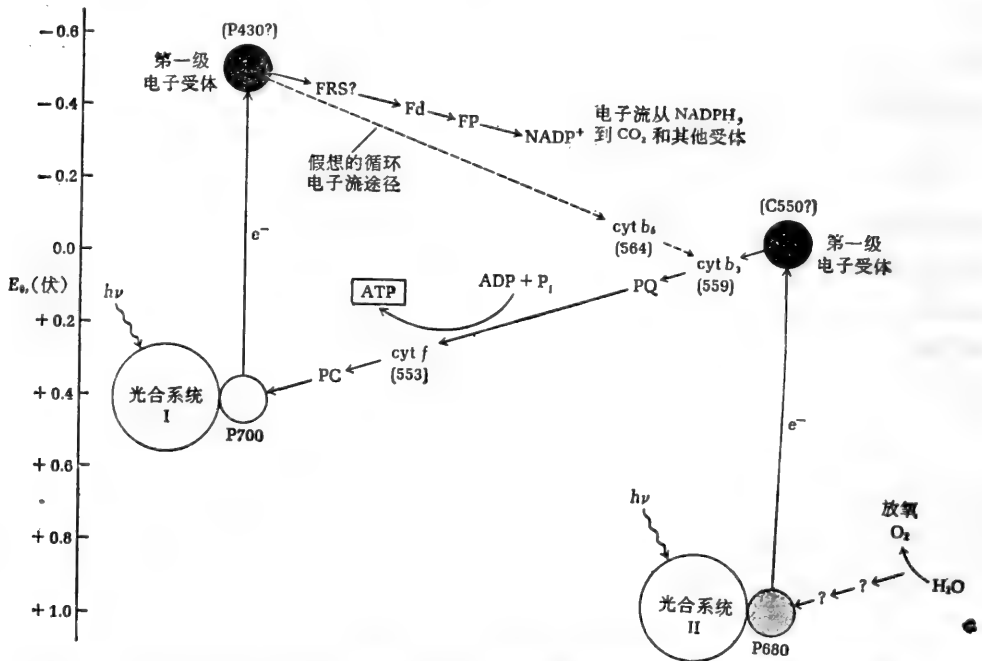 −0.6
−0.4
−0.2
0.0
E₀,(伏)
+0.2
+0.4
+0.6
+0.8
+1.0
(P430?)
第一级
电子受体
FRS?
Fd
FP
NADP⁺
电子流从 NADPH,
到 CO₂ 和其他受体
假想的循环
电子流途径
cyt b₆
(564)
cyt b₃
(559)
(C550?)
第一级
电子受体
e⁻
hν
ATP
ADP + Pᵢ
PQ
cyt f
(553)
PC
光合系统
I
P700
e⁻
hν
光合系统
II
P680
?
?
放氧
O₂
H₂O